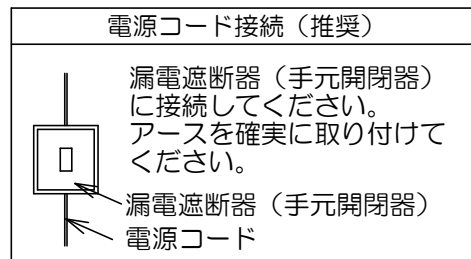 電源コード接続（推奨）
漏電遮断器（手元開閉器）
に接続してください。
アースを確実に取り付けて
ください。
漏電遮断器（手元開閉器）
電源コード